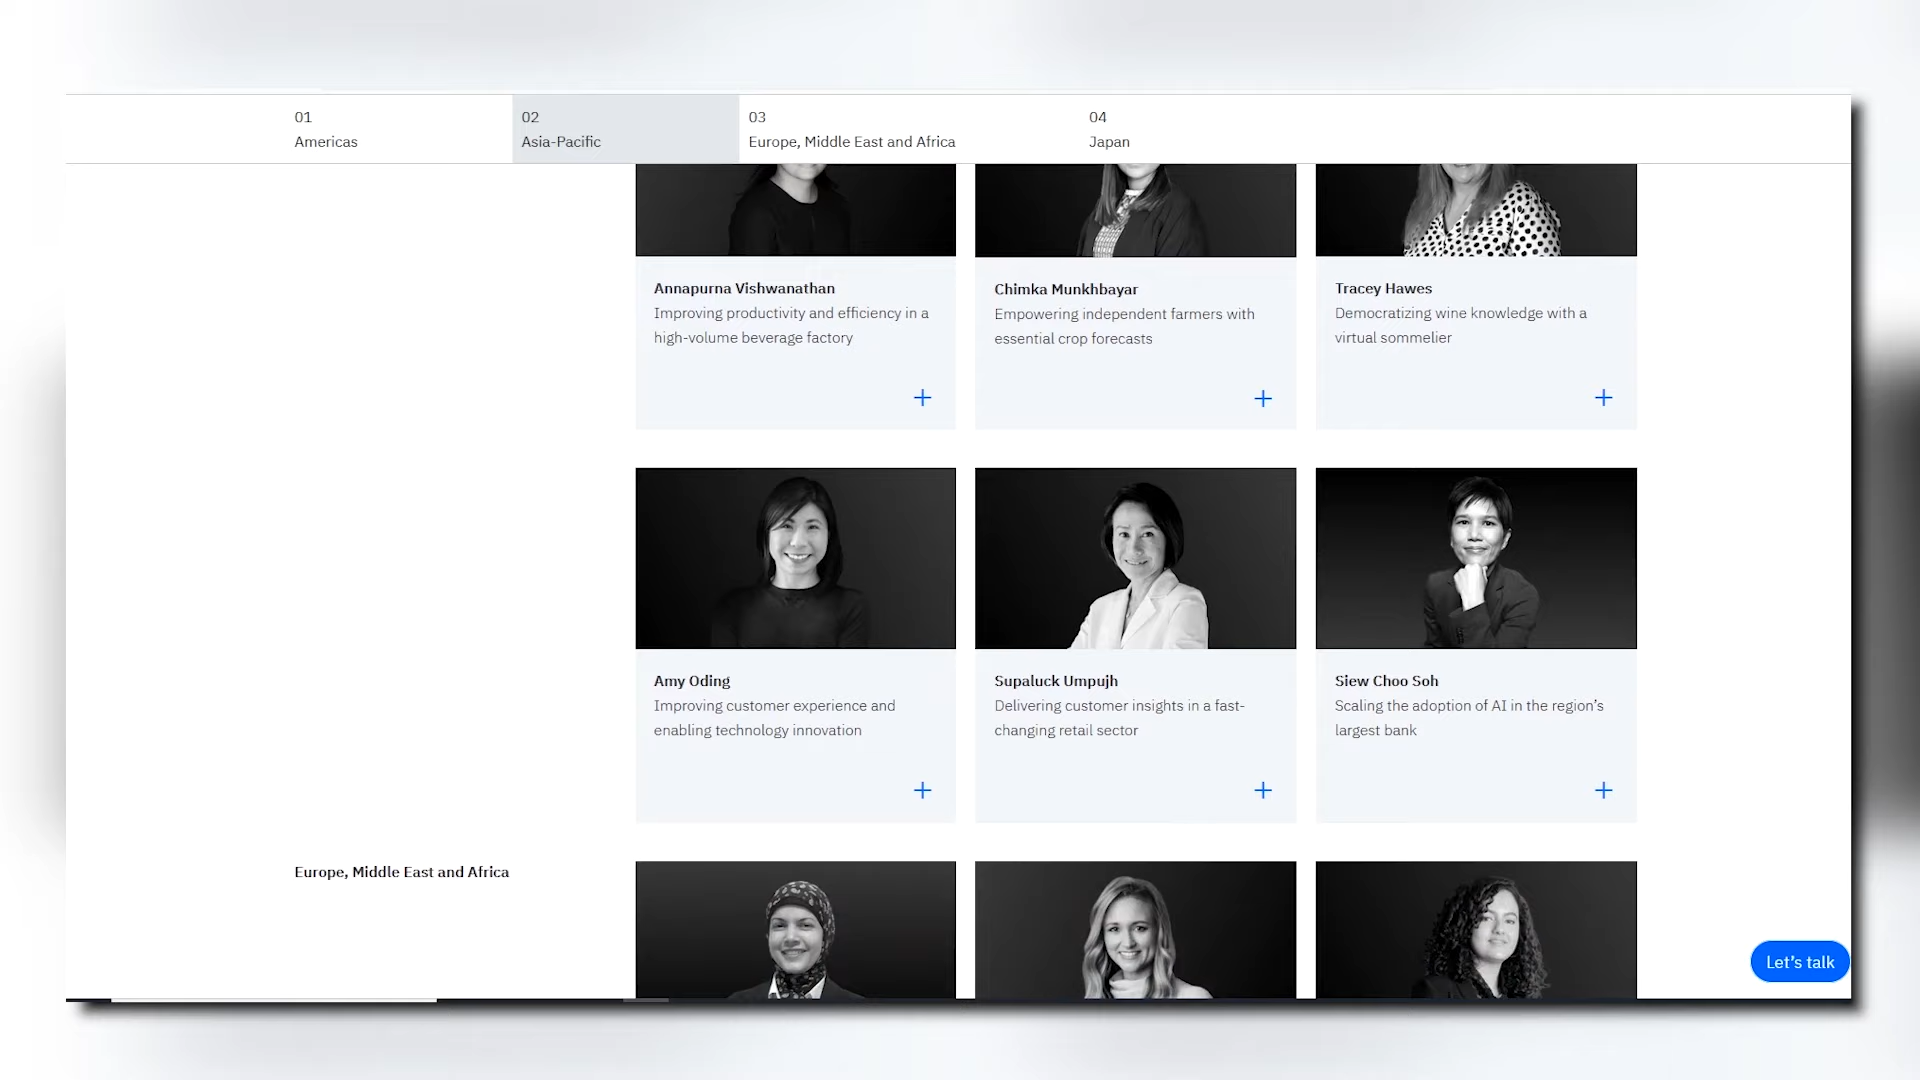 01
Americas
02
Asia-Pacific
03
Europe, Middle East and Africa
04
Japan
Annapurna Vishwanathan
Improving productivity and efficiency in a
high-volume beverage factory
Chimka Munkhbayar
Empowering independent farmers with
essential crop forecasts
Tracey Hawes
Democratizing wine knowledge with a
virtual sommelier
Amy Oding
Improving customer experience and
enabling technology innovation
Supaluck Umpujh
Delivering customer insights in a fast-
changing retail sector
Siew Choo Soh
Scaling the adoption of AI in the region’s
largest bank
Europe, Middle East and Africa
Let’s talk